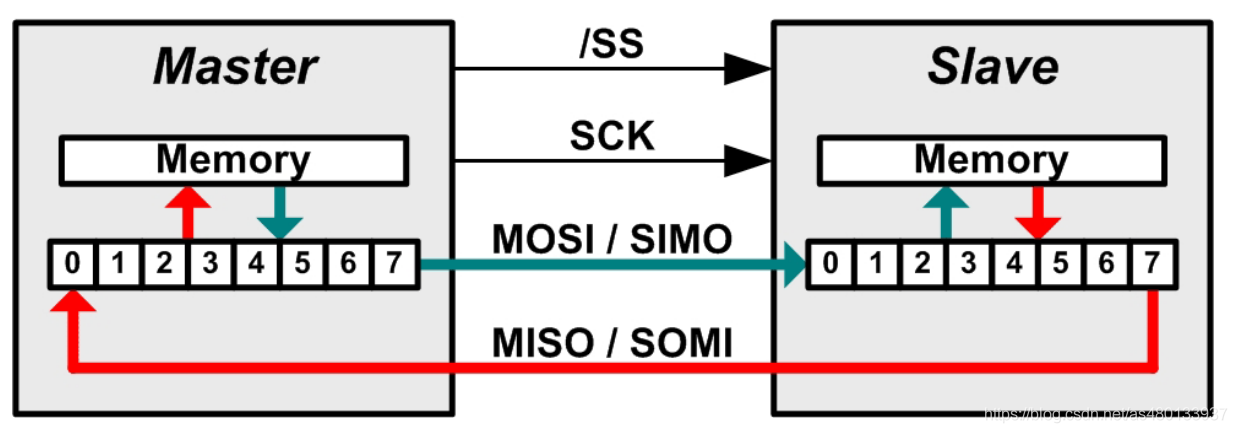 /SS
Master
Slave
SCK
Memory
Memory
MOSI / SIMO
0 1 2 3 4 5 6 7
0 1 2 3 4 5 6 7
MISO / SOMI